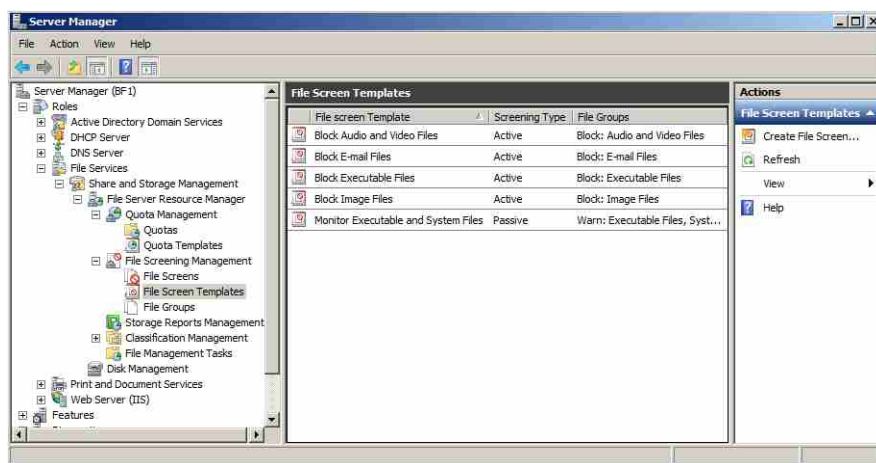 Server Manager
File Action View Help
Server Manager (BF1)
Roles
Active Directory Domain Services
DHCP Server
DNS Server
File Services
Share and Storage Management
File Server Resource Manager
Quota Management
Quotas
Quota Templates
File Screening Management
File Screens
File Screen Templates
File Groups
Storage Reports Management
Classification Management
File Management Tasks
Disk Management
Print and Document Services
Web Server (IIS)
Features
File Screen Templates
File screen Template Screening Type File Groups
Block Audio and Video Files Active Block: Audio and Video Files
Block E-mail Files Active Block: E-mail Files
Block Executable Files Active Block: Executable Files
Block Image Files Active Block: Image Files
Monitor Executable and System Files Passive Warn: Executable Files, Syst...
Actions
File Screen Templates
Create File Screen...
Refresh
View
Help